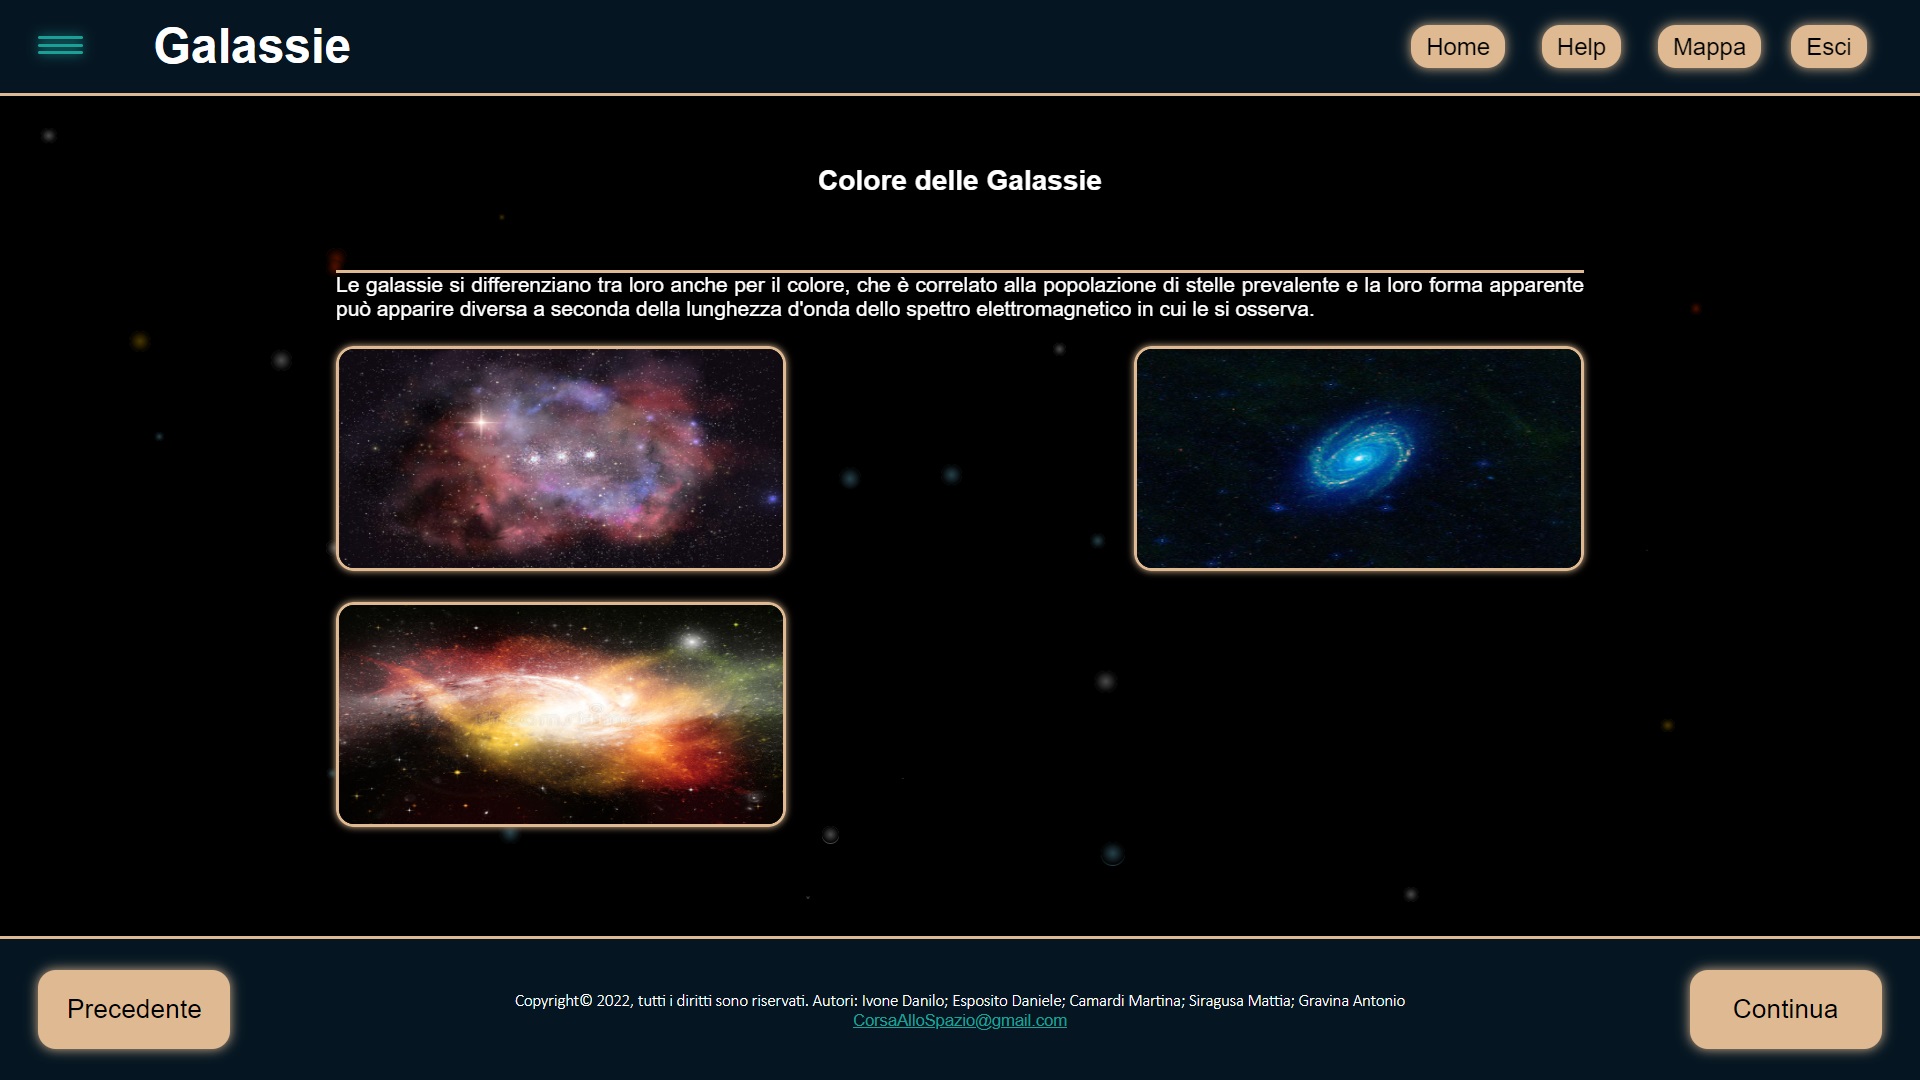 Galassie
Home
Help
Mappa
Esci
Colore delle Galassie
Le galassie si differenziano tra loro anche per il colore, che è correlato alla popolazione di stelle prevalente e la loro forma apparente
può apparire diversa a seconda della lunghezza d'onda dello spettro elettromagnetico in cui le si osserva.
Precedente
Copyright© 2022, tutti i diritti sono riservati. Autori: Ivone Danilo; Esposito Daniele; Camardi Martina; Siragusa Mattia; Gravina Antonio
CorsaAlloSpazio@gmail.com
Continua